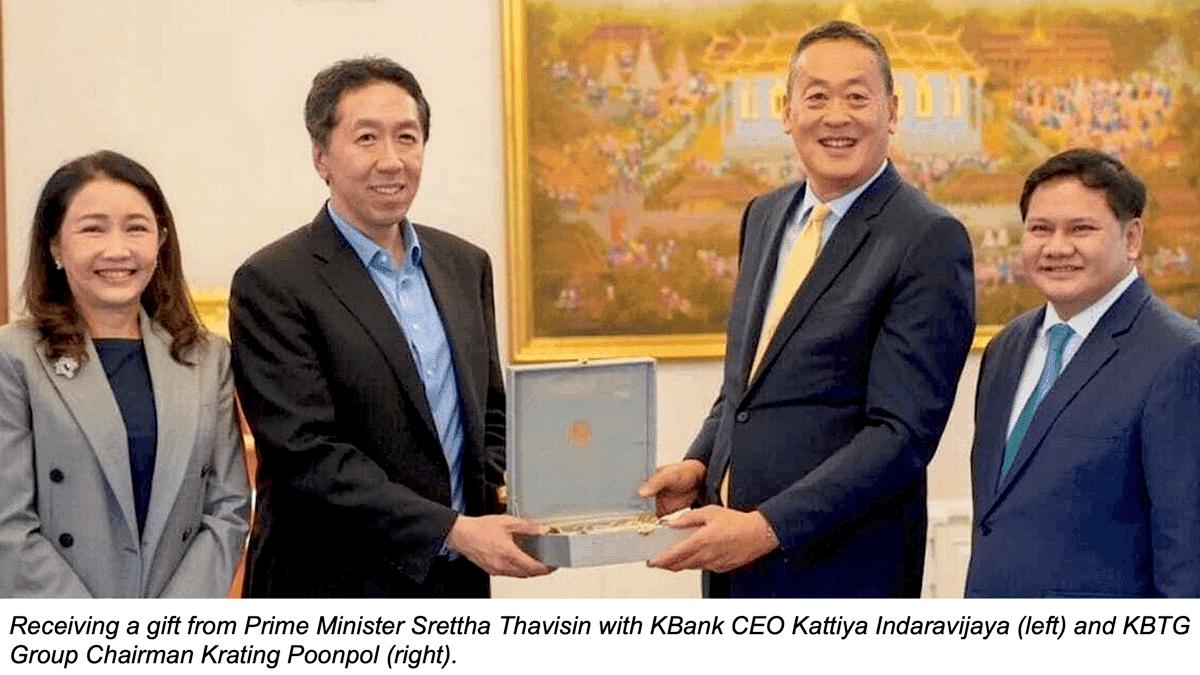 Receiving a gift from Prime Minister Srettha Thavisin with KBank CEO Kattiya Indaravijaya (left) and KBTG
Group Chairman Krating Poonpol (right).